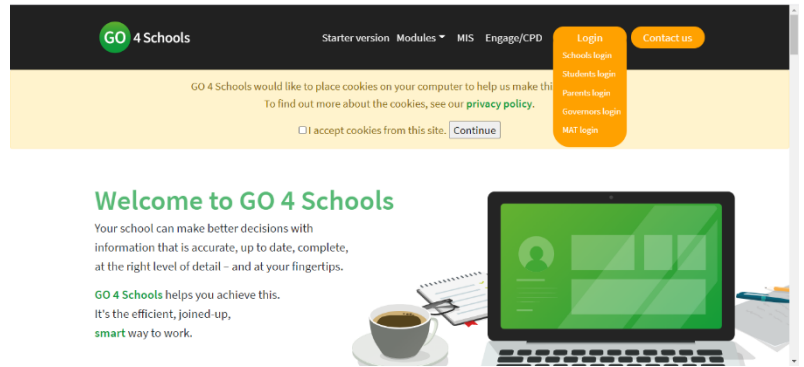 GO 4 Schools
Starter version Modules MIS Engage/CPD Login Contact us
Schools login
Students login
Parents login
Governors login
MAT login
GO 4 Schools would like to place cookies on your computer to help us make thi
To find out more about the cookies, see our privacy policy.
I accept cookies from this site. Continue
Welcome to GO 4 Schools
Your school can make better decisions with
information that is accurate, up to date, complete,
at the right level of detail – and at your fingertips.
GO 4 Schools helps you achieve this.
It's the efficient, joined-up,
smart way to work.